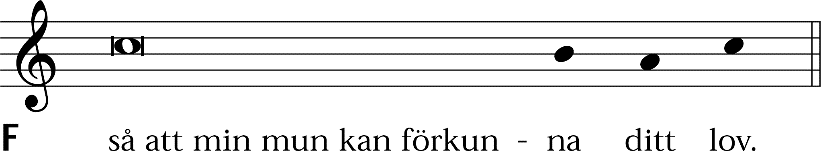 F så att min mun kan förkun - na ditt lov.